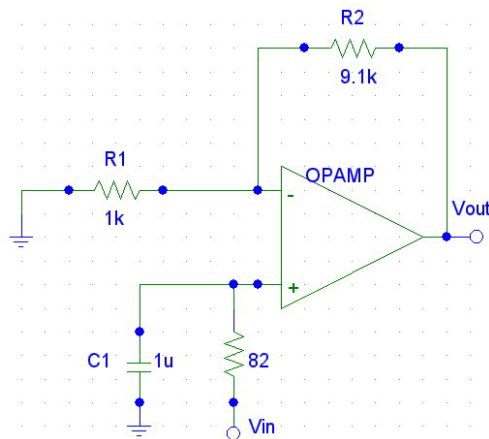 R2
9.1k
R1
OPAMP
1k
-
Vout
+
C1 1u
82
Vin